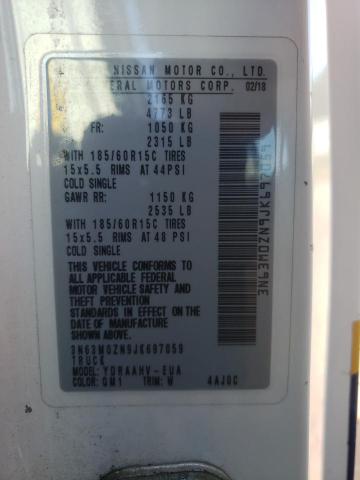 NISSAN MOTOR CO., LTD.
ERAL MOTORS CORP. 02/18
2165 KG
4773 LB
FR: 1050 KG
2315 LB
WITH 185/60R15C TIRES
15x5.5 RIMS AT 44PSI
COLD SINGLE
GAWR RR: 1150 KG
2535 LB
WITH 185/60R15C TIRES
15x5.5 RIMS AT 48 PSI
COLD SINGLE
THIS VEHICLE CONFORMS TO
ALL APPLICABLE FEDERAL
MOTOR VEHICLE SAFETY AND
THEFT PREVENTION
STANDARDS IN EFFECT ON THE
DATE OF MANUFACTURE
SHOWN ABOVE.
3N63M0ZN9JK697059
TRUCK
MODEL: YDRAAHV-EUA
COLOR: GM1 TRIM: W 4AJ0C
3N63M0ZN9JK697059